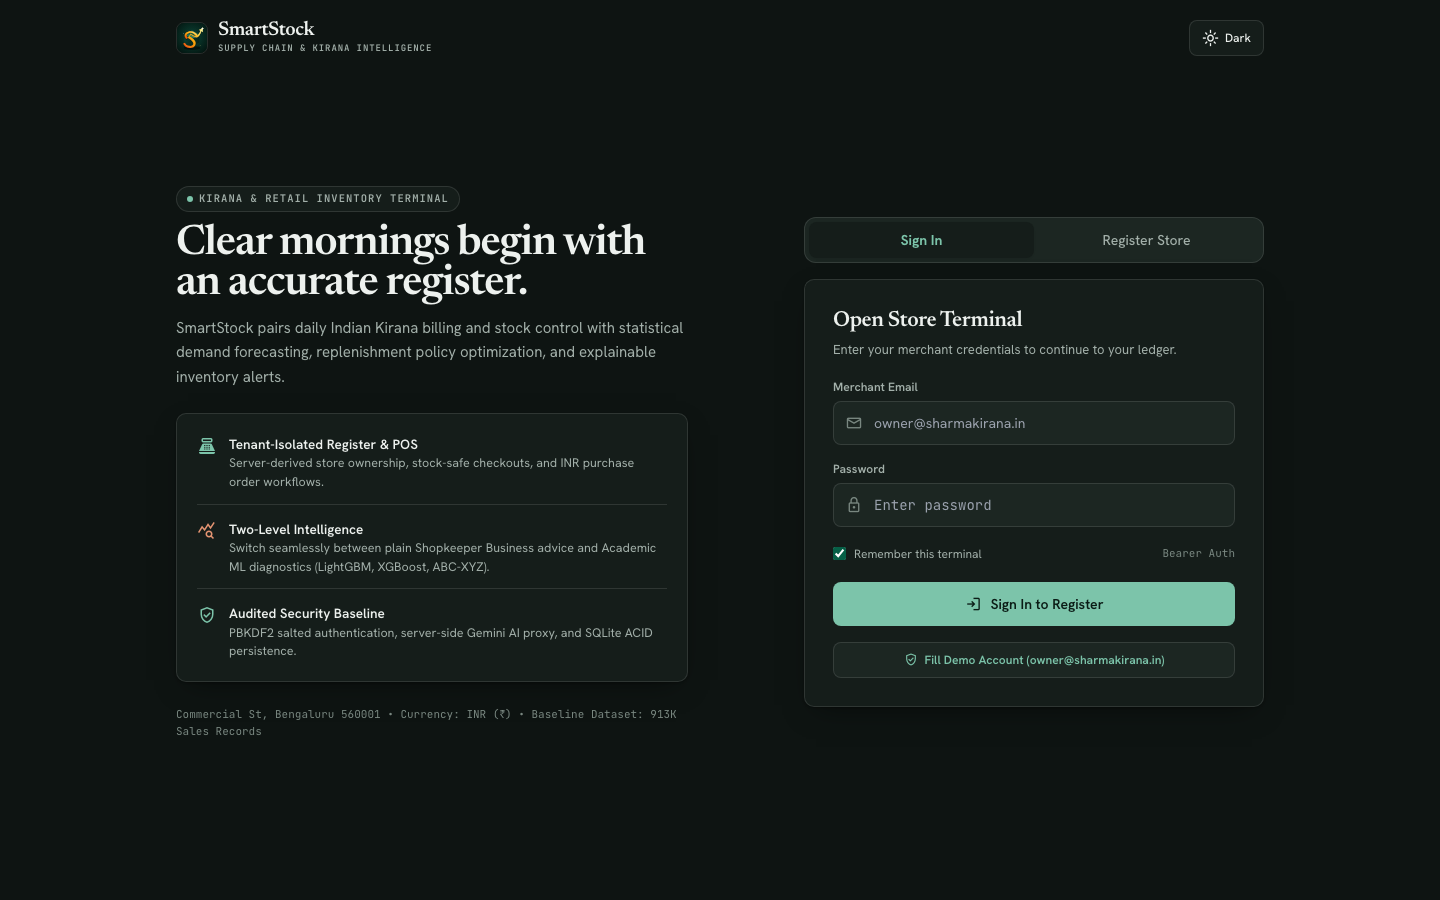 SmartStock
SUPPLY CHAIN & KIRANA INTELLIGENCE
Dark
KIRANA & RETAIL INVENTORY TERMINAL
Clear mornings begin with
an accurate register.
SmartStock pairs daily Indian Kirana billing and stock control with statistical
demand forecasting, replenishment policy optimization, and explainable
inventory alerts.
Tenant-Isolated Register & POS
Server-derived store ownership, stock-safe checkouts, and INR purchase
order workflows.
Two-Level Intelligence
Switch seamlessly between plain Shopkeeper Business advice and Academic
ML diagnostics (LightGBM, XGBoost, ABC-XYZ).
Audited Security Baseline
PBKDF2 salted authentication, server-side Gemini AI proxy, and SQLite ACID
persistence.
Commercial St, Bengaluru 560001 • Currency: INR (₹) • Baseline Dataset: 913K
Sales Records
Sign In
Register Store
Open Store Terminal
Enter your merchant credentials to continue to your ledger.
Merchant Email
owner@sharmakirana.in
Password
Enter password
Remember this terminal
Bearer Auth
Sign In to Register
Fill Demo Account (owner@sharmakirana.in)